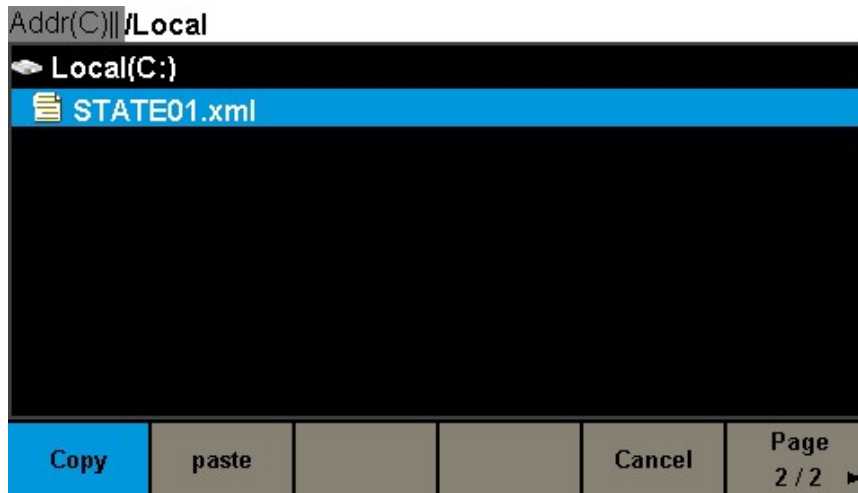 Addr(C)|| /Local
Local(C:)
STATE01.xml
Copy paste Cancel Page 2 / 2